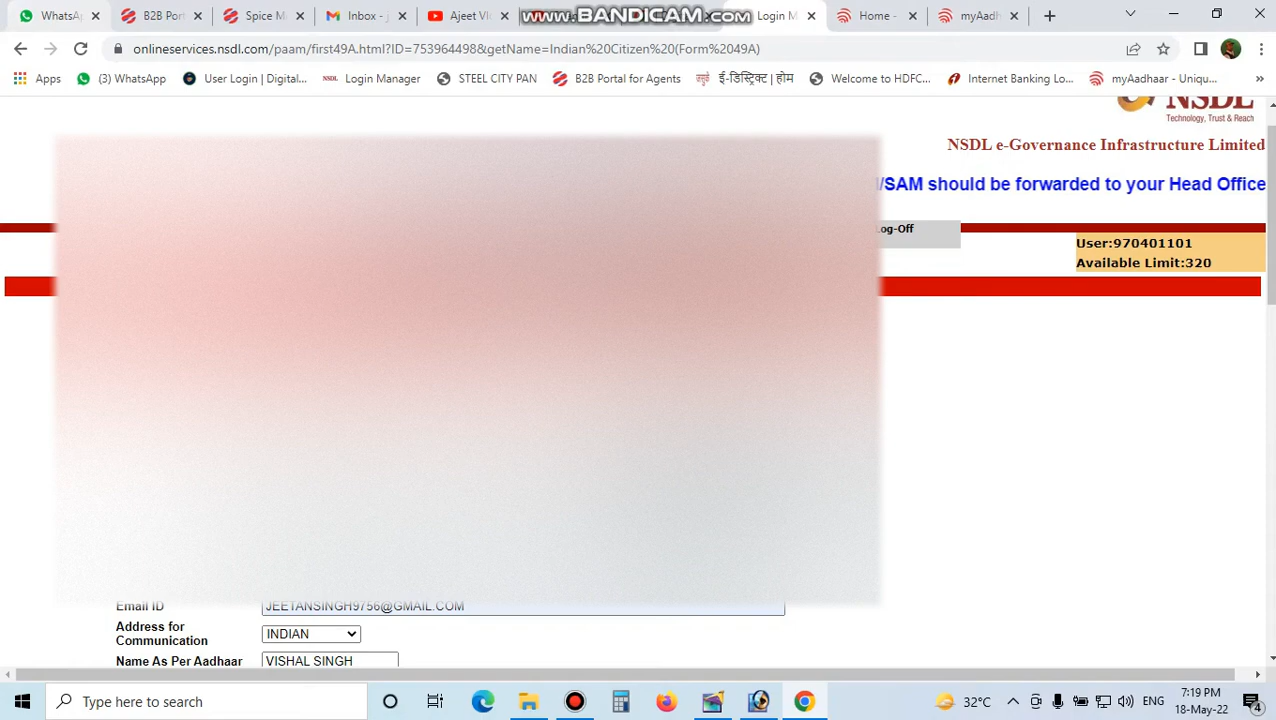 WhatsA
B2B Port
Spice M
Inbox - j
Ajeet Vl
www.BANDICAM.com
Login M
Home -
myAadh
onlineservices.nsdl.com/paam/first49A.html?ID=753964498&getName=Indian%20Citizen%20(Form%2049A)
Apps
(3) WhatsApp
User Login | Digital...
NSDL Login Manager
STEEL CITY PAN
B2B Portal for Agents
ई-डिस्ट्रिक्ट | होम
Welcome to HDFC...
Internet Banking Lo...
myAadhaar - Uniqu...
»
NSDL
Technology, Trust & Reach
NSDL e-Governance Infrastructure Limited
/SAM should be forwarded to your Head Office
Log-Off
User:970401101
Available Limit:320
Email ID
JEETANSINGH9756@GMAIL.COM
Address for
Communication
INDIAN
Name As Per Aadhaar
VISHAL SINGH
Type here to search
32°C
ENG
7:19 PM
18-May-22
4